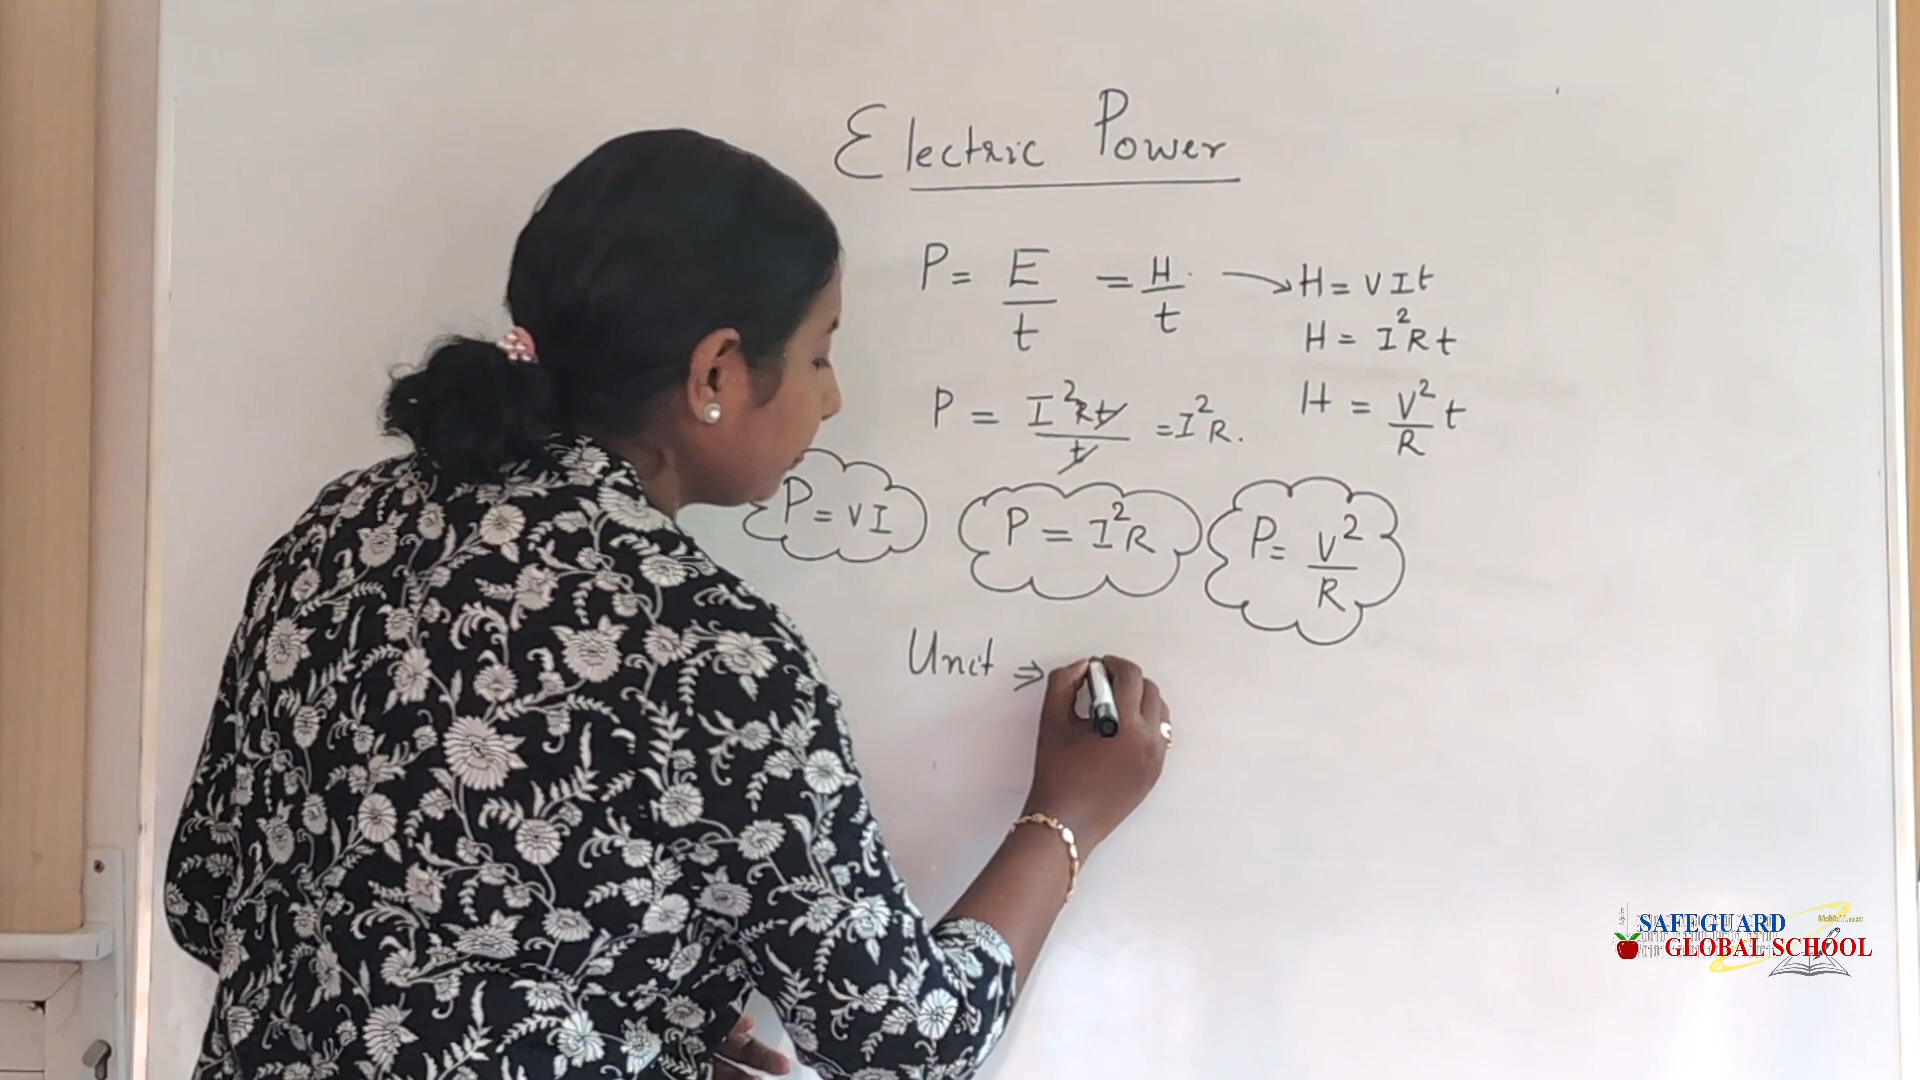 Electric Power
P = E/t = H/t → H = VIt
H = I²Rt
P = I²Rt/t = I²R.
H = V²/R t
P = VI
P = I²R
P = V²/R
Unit ⇒
SAFEGUARD
GLOBAL SCHOOL